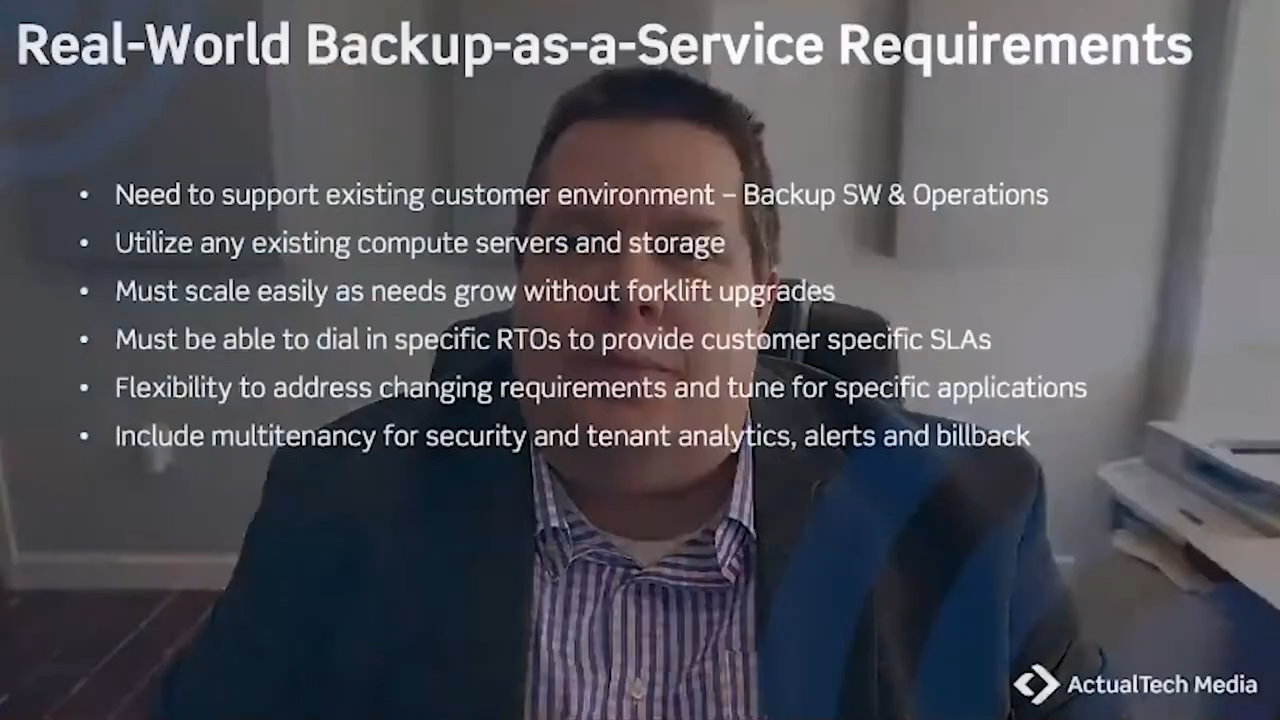 Real-World Backup-as-a-Service Requirements
• Need to support existing customer environment – Backup SW & Operations
• Utilize any existing compute servers and storage
• Must scale easily as needs grow without forklift upgrades
• Must be able to dial in specific RTOs to provide customer specific SLAs
• Flexibility to address changing requirements and tune for specific applications
• Include multitenancy for security and tenant analytics, alerts and billback
ActualTech Media